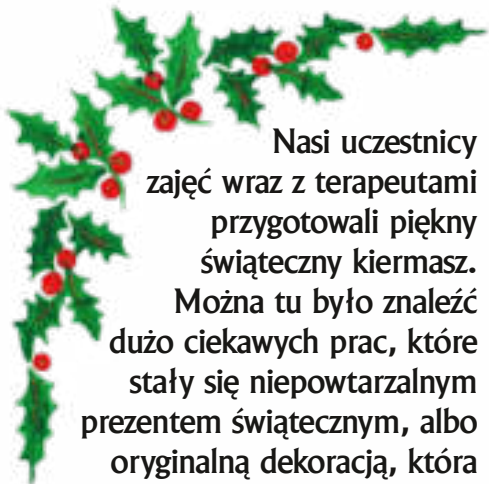 Nasi uczestnicy
zajęć wraz z terapeutami
przygotowali piękny
świąteczny kiermasz.
Można tu było znaleźć
dużo ciekawych prac, które
stały się niepowtarzalnym
prezentem świątecznym, albo
oryginalną dekoracją, która